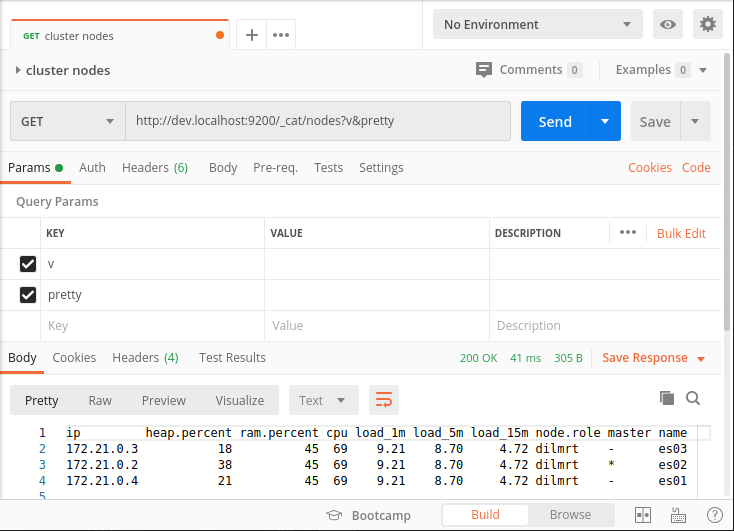 GET cluster nodes
No Environment
cluster nodes
Comments 0 Examples 0
GET http://dev.localhost:9200/_cat/nodes?v&pretty Send Save
Params Auth Headers (6) Body Pre-req. Tests Settings Cookies Code
Query Params
KEY VALUE DESCRIPTION Bulk Edit
v
pretty
Key Value Description
Body Cookies Headers (4) Test Results 200 OK 41 ms 305 B Save Response
Pretty Raw Preview Visualize Text
1 ip heap.percent ram.percent cpu load_1m load_5m load_15m node.role master name
2 172.21.0.3 18 45 69 9.21 8.70 4.72 dilmrt - es03
3 172.21.0.2 38 45 69 9.21 8.70 4.72 dilmrt * es02
4 172.21.0.4 21 45 69 9.21 8.70 4.72 dilmrt - es01
5
Bootcamp Build Browse